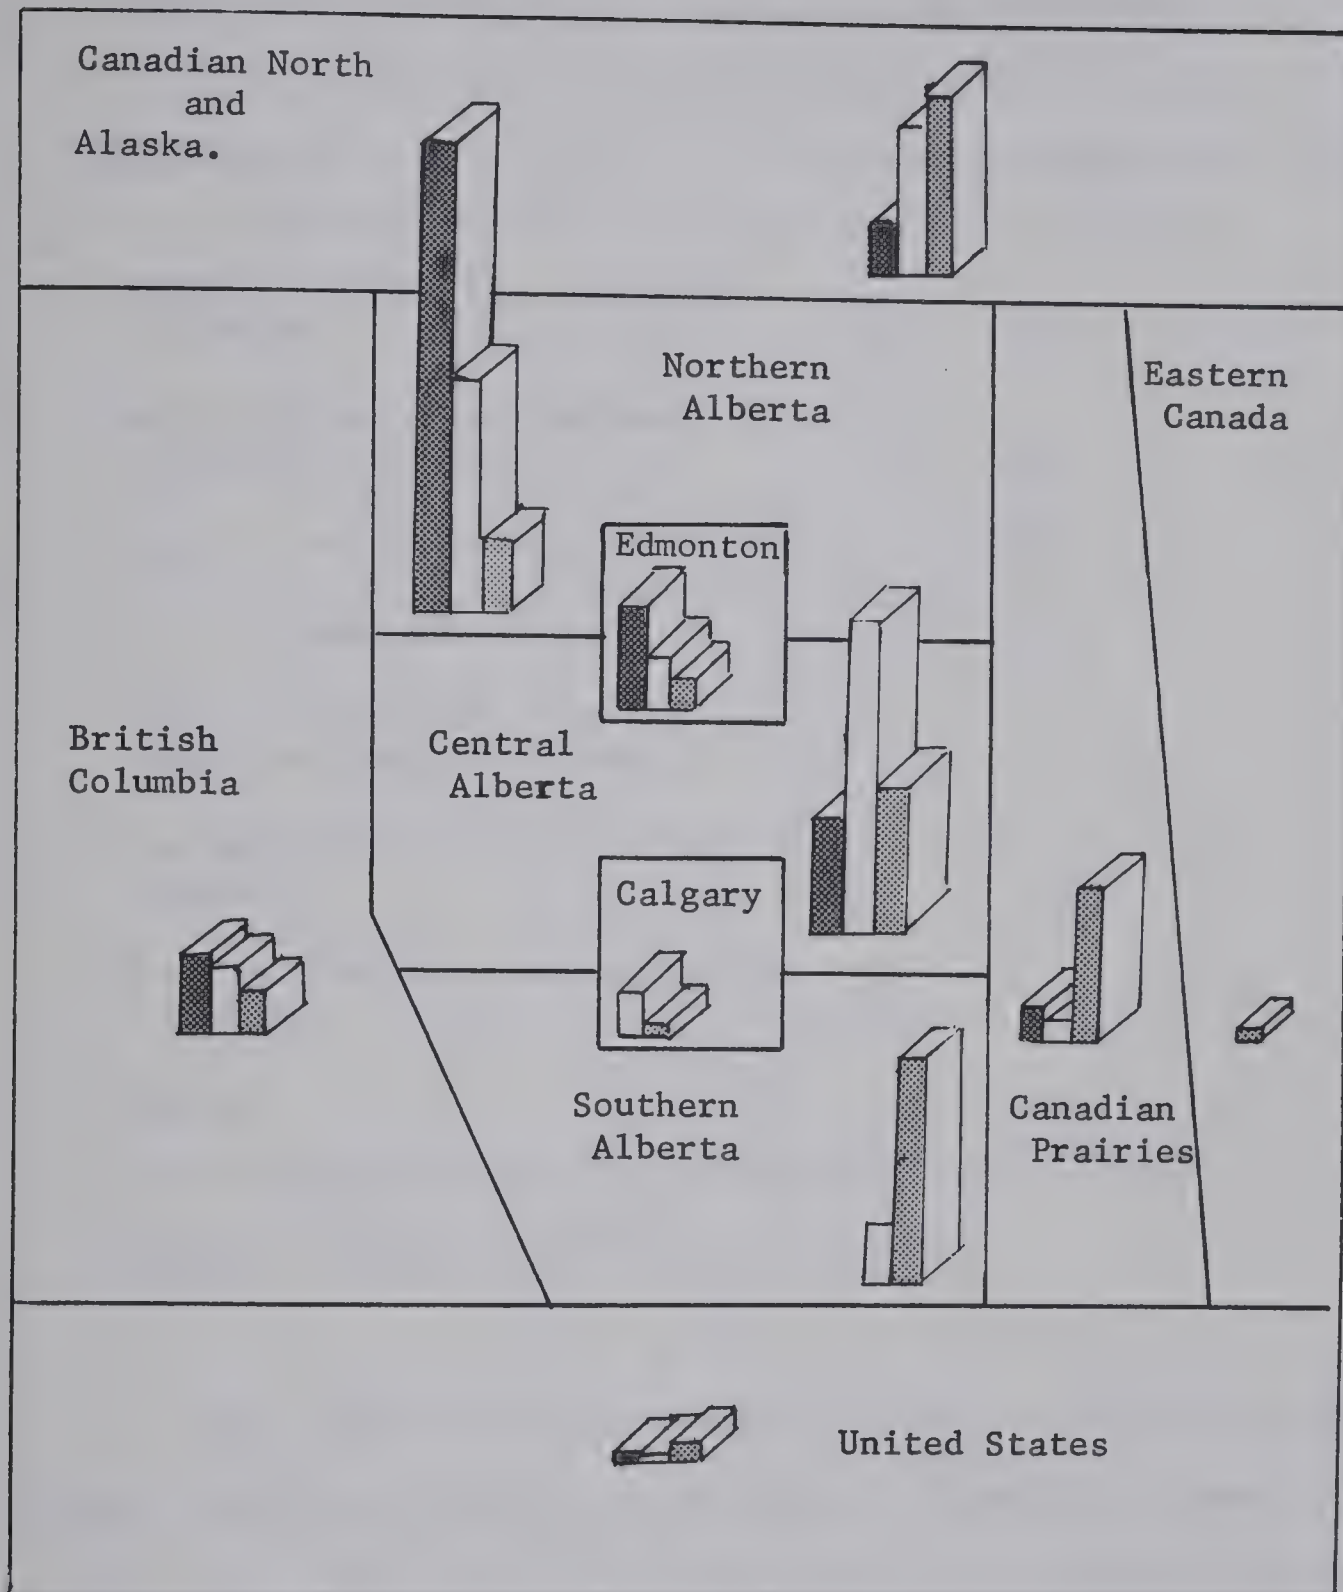 Canadian North
and
Alaska.
Northern
Alberta
Eastern
Canada
Edmonton
British
Columbia
Central
Alberta
Calgary
Southern
Alberta
Canadian
Prairies
United States